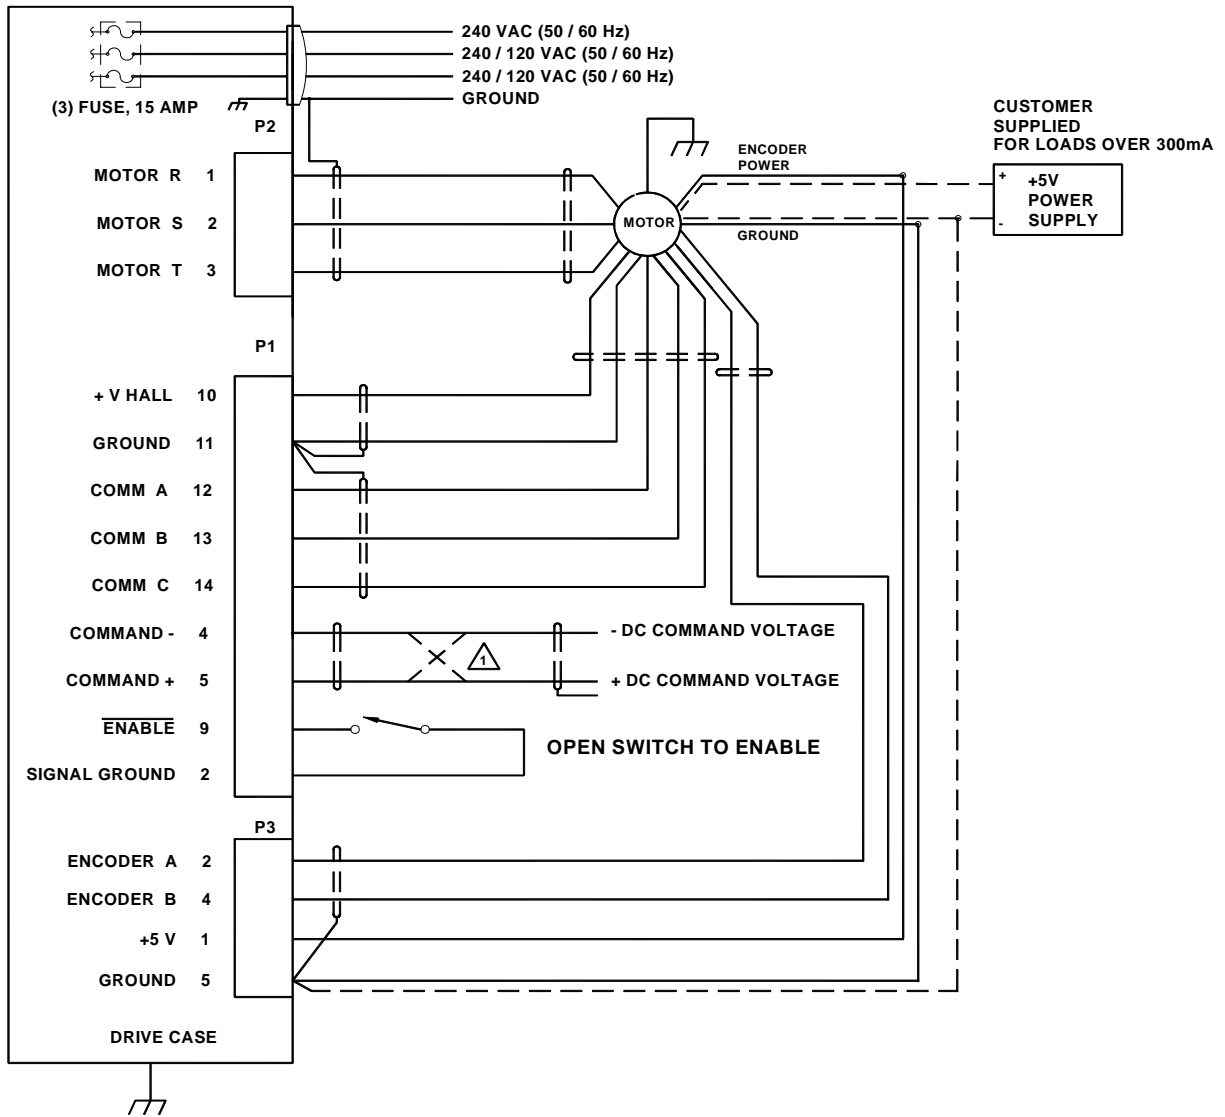 240 VAC (50 / 60 Hz)
240 / 120 VAC (50 / 60 Hz)
240 / 120 VAC (50 / 60 Hz)
GROUND
(3) FUSE, 15 AMP
P2
CUSTOMER
SUPPLIED
FOR LOADS OVER 300mA
ENCODER
POWER
+ +5V
POWER
- SUPPLY
MOTOR R 1
MOTOR S 2
MOTOR T 3
MOTOR
GROUND
P1
+ V HALL 10
GROUND 11
COMM A 12
COMM B 13
COMM C 14
COMMAND - 4
- DC COMMAND VOLTAGE
1
COMMAND + 5
+ DC COMMAND VOLTAGE
ENABLE 9
OPEN SWITCH TO ENABLE
SIGNAL GROUND 2
P3
ENCODER A 2
ENCODER B 4
+5 V 1
GROUND 5
DRIVE CASE